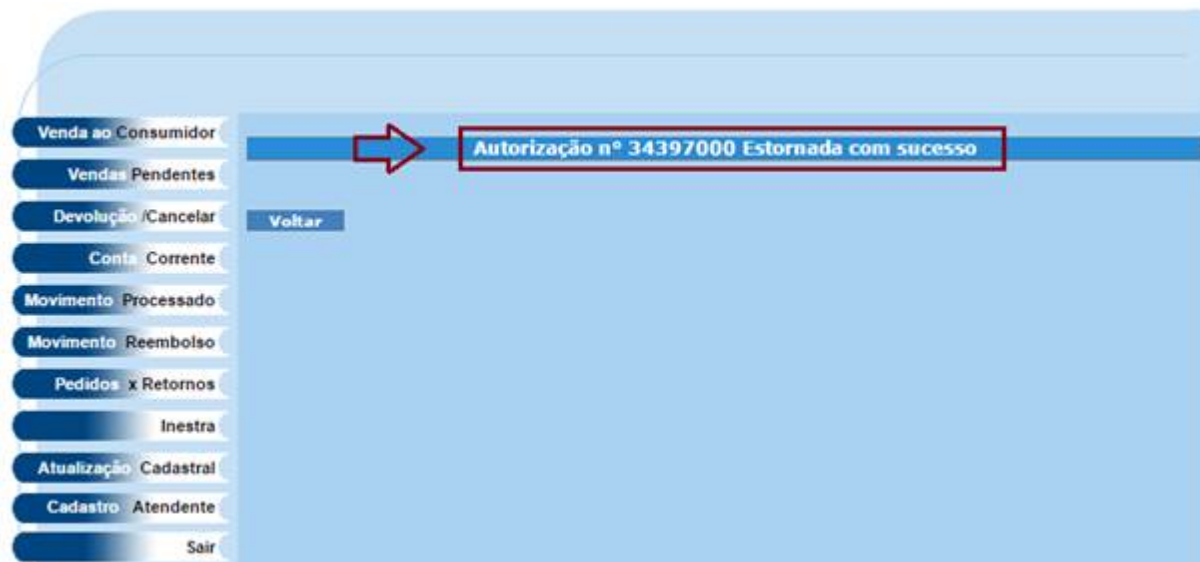 Venda ao Consumidor
Vendas Pendentes
Devolução /Cancelar
Conta Corrente
Movimento Processado
Movimento Reembolso
Pedidos x Retornos
Inestra
Atualização Cadastral
Cadastro Atendente
Sair
Autorização nº 34397000 Estornada com sucesso
Voltar